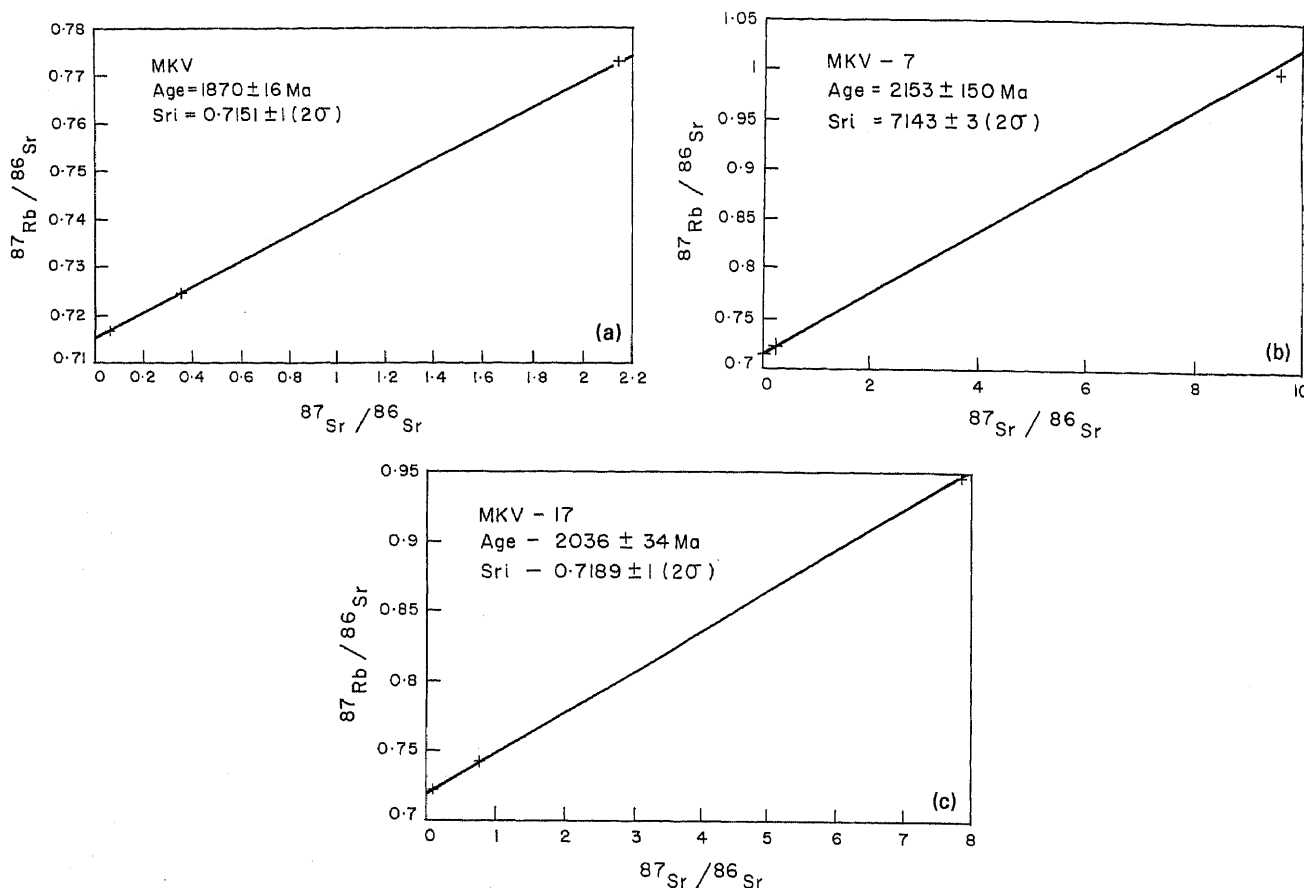 0.78
0.77
0.76
0.75
0.74
0.73
0.72
0.71
87Rb / 86Sr
MKV
Age = 1870 ± 16 Ma
Sri = 0.7151 ± 1 (2σ)
(a)
0 0.2 0.4 0.6 0.8 1 1.2 1.4 1.6 1.8 2 2.2
87Sr / 86Sr
1.05
1
0.95
0.9
0.85
0.8
0.75
0.7
87Rb / 86Sr
MKV - 7
Age = 2153 ± 150 Ma
Sri = 7143 ± 3 (2σ)
(b)
0 2 4 6 8 10
87Sr / 86Sr
0.95
0.9
0.85
0.8
0.75
0.7
87Rb / 86Sr
MKV - 17
Age - 2036 ± 34 Ma
Sri - 0.7189 ± 1 (2σ)
(c)
0 1 2 3 4 5 6 7 8
87Sr / 86Sr